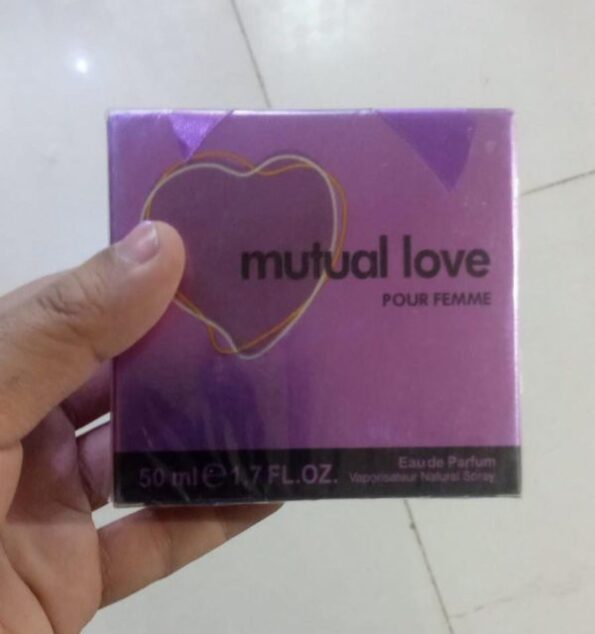 mutual love
POUR FEMME
50 ml e 1.7 FL.OZ.
Eau de Parfum
Vaporisateur Natural Spray